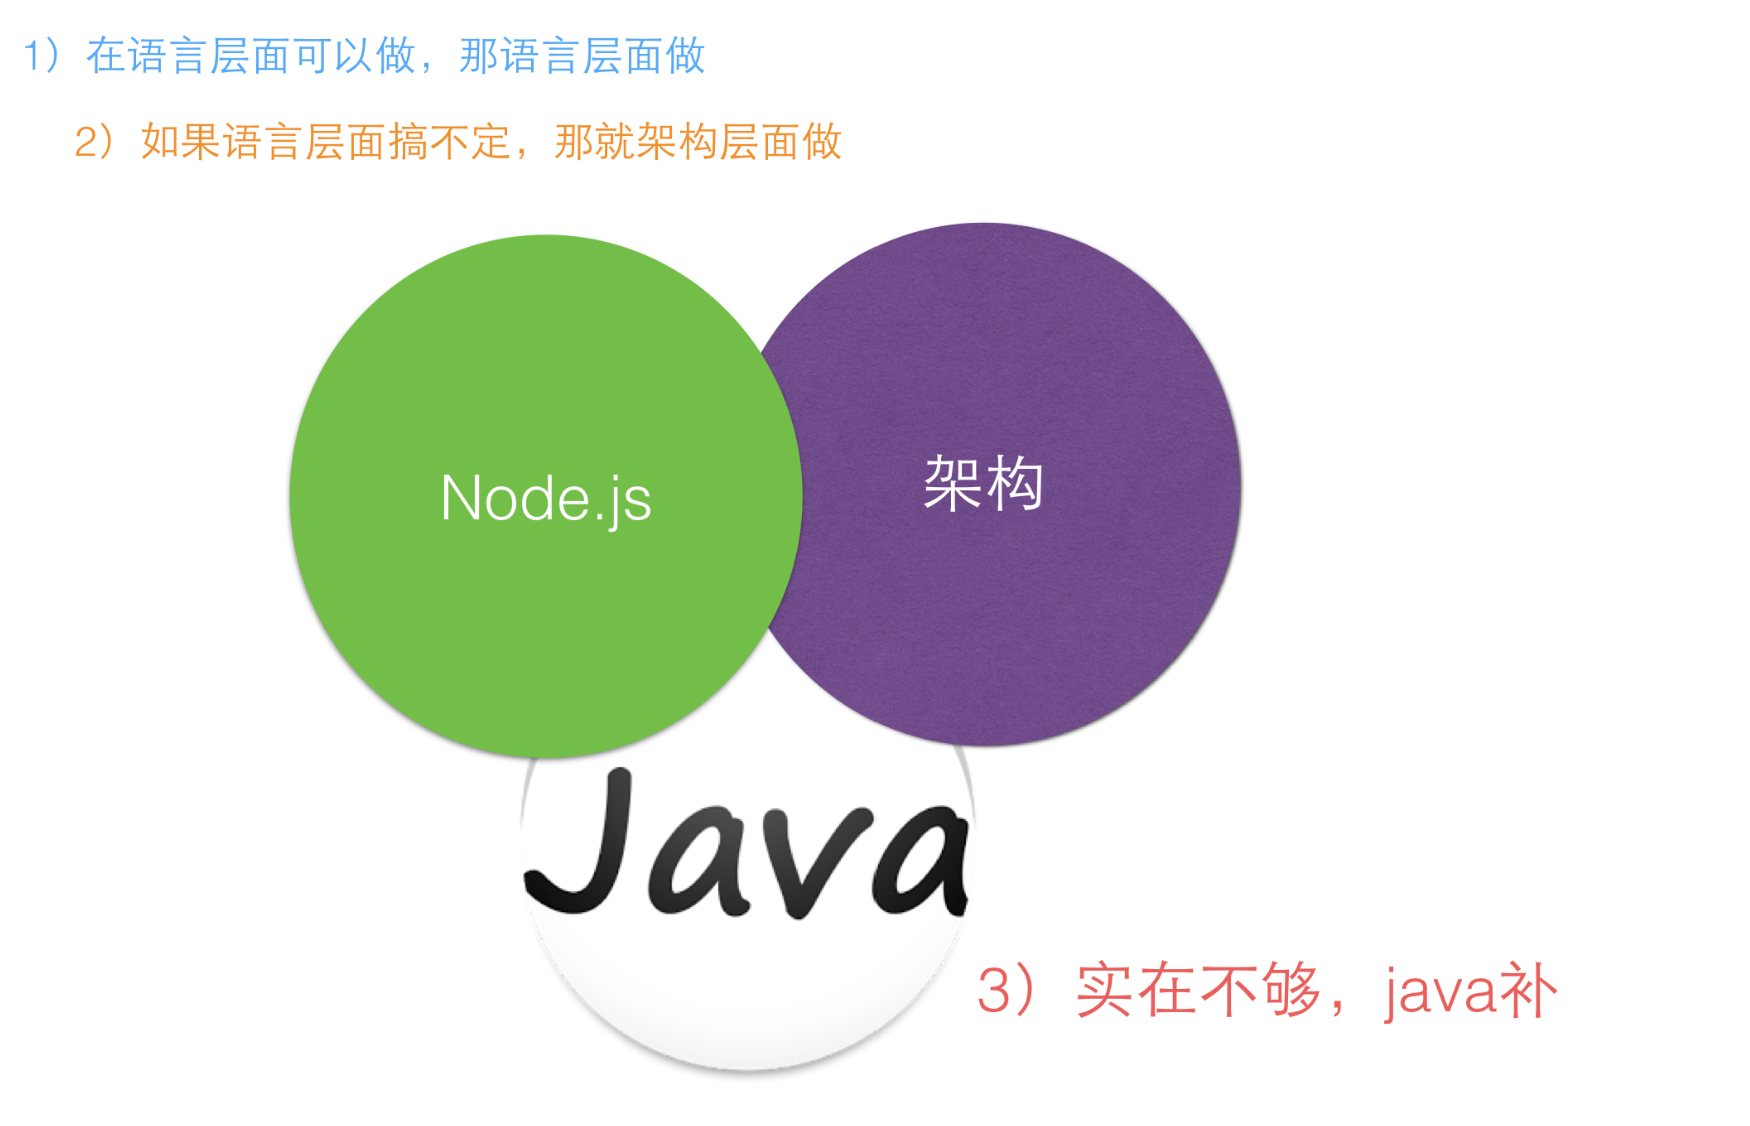 1）在语言层面可以做，那语言层面做
2）如果语言层面搞不定，那就架构层面做
Node.js
架构
Java
3）实在不够，java补